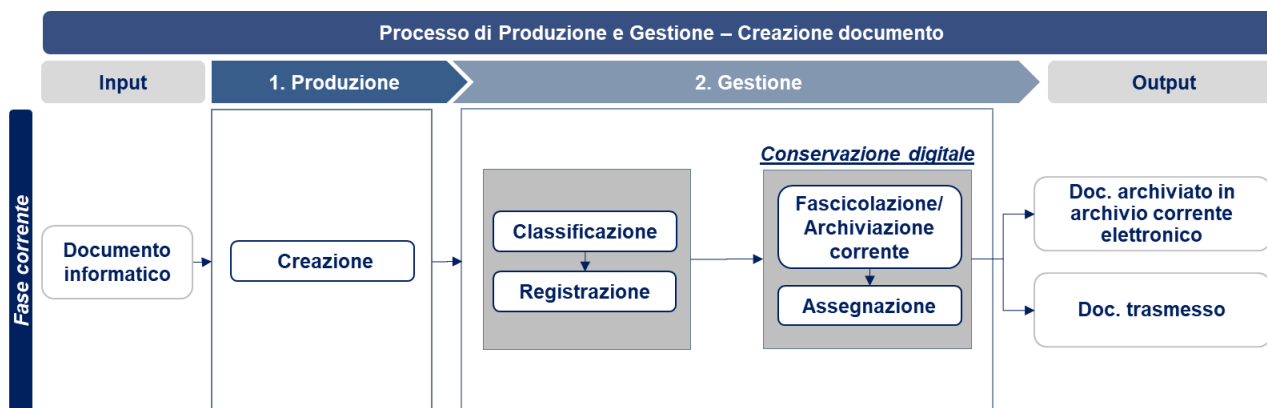 Processo di Produzione e Gestione – Creazione documento
Input
1. Produzione
2. Gestione
Output
Fase corrente
Documento
informatico
Creazione
Classificazione
Registrazione
Conservazione digitale
Fascicolazione/
Archiviazione
corrente
Assegnazione
Doc. archiviato in
archivio corrente
elettronico
Doc. trasmesso